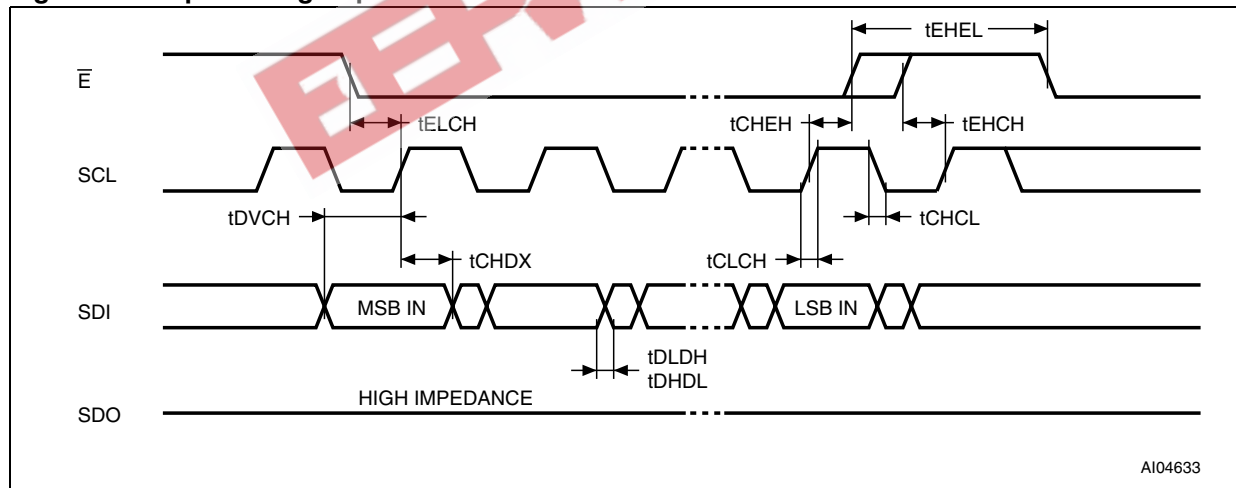 tEHEL
E
tELCH
tCHEH
tEHCH
SCL
tDVCH
tCHCL
tCHDX
tCLCH
SDI
MSB IN
LSB IN
tDLDH
tDHDL
HIGH IMPEDANCE
SDO
AI04633